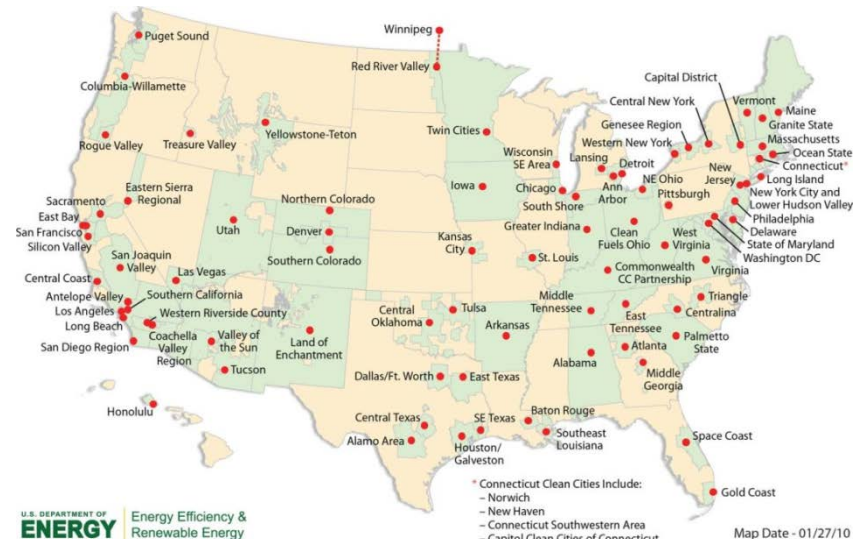 Winnipeg
Puget Sound
Red River Valley
Capital District
Columbia-Willamette
Central New York
Vermont
Maine
Genesee Region
Granite State
Twin Cities
Western New York
Massachusetts
Rogue Valley
Treasure Valley
Yellowstone-Teton
Wisconsin
SE Area
Lansing
Detroit
Ocean State
Connecticut*
New
Jersey
Long Island
Ann
Arbor
NE Ohio
Pittsburgh
New York City and
Lower Hudson Valley
Eastern Sierra
Regional
Iowa
Chicago
South Shore
Sacramento
Northern Colorado
Philadelphia
East Bay
Utah
Denver
Greater Indiana
Delaware
San Francisco
Kansas
City
Clean
Fuels Ohio
West
Virginia
State of Maryland
Silicon Valley
Southern Colorado
St. Louis
Washington DC
San Joaquin
Valley
Las Vegas
Commonwealth
CC Partnership
Virginia
Central Coast
Antelope Valley
Southern California
Middle
Tennessee
Triangle
Los Angeles
Western Riverside County
Central
Oklahoma
Tulsa
East
Tennessee
Centralina
Long Beach
Arkansas
San Diego Region
Coachella
Valley
Region
Valley of
the Sun
Land of
Enchantment
Atlanta
Palmetto
State
Tucson
Alabama
Middle
Georgia
Dallas/Ft. Worth
East Texas
Honolulu
Central Texas
SE Texas
Baton Rouge
Alamo Area
Houston/
Galveston
Southeast
Louisiana
Space Coast
Gold Coast
* Connecticut Clean Cities Include:
– Norwich
– New Haven
– Connecticut Southwestern Area
– Capitol Clean Cities of Connecticut
U.S. DEPARTMENT OF
ENERGY
Energy Efficiency &
Renewable Energy
Map Date - 01/27/10